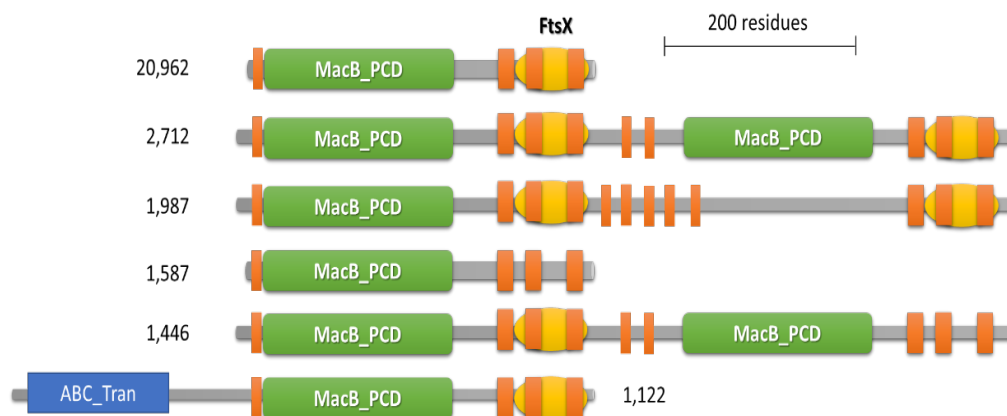 FtsX
200 residues
20,962
MacB_PCD
2,712
MacB_PCD
MacB_PCD
1,987
MacB_PCD
1,587
MacB_PCD
1,446
MacB_PCD
MacB_PCD
ABC_Tran
MacB_PCD
1,122